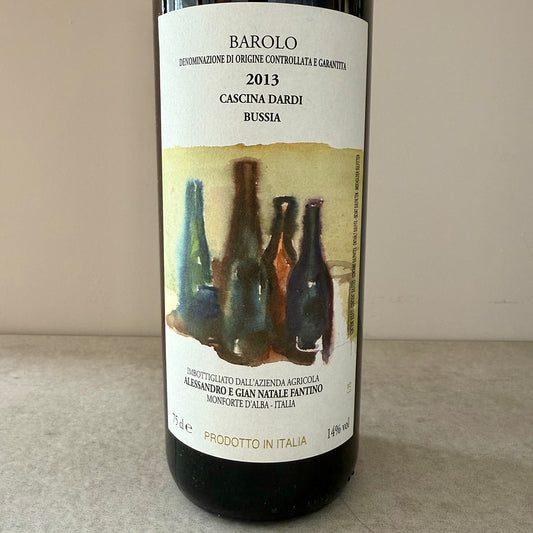 BAROLO
DENOMINAZIONE DI ORIGINE CONTROLLATA E GARANTITA
2013
CASCINA DARDI
BUSSIA
IMBOTTIGLIATO DALL'AZIENDA AGRICOLA
ALESSANDRO E GIAN NATALE FANTINO
MONFORTE D'ALBA - ITALIA
75 cl e
14% vol
PRODOTTO IN ITALIA